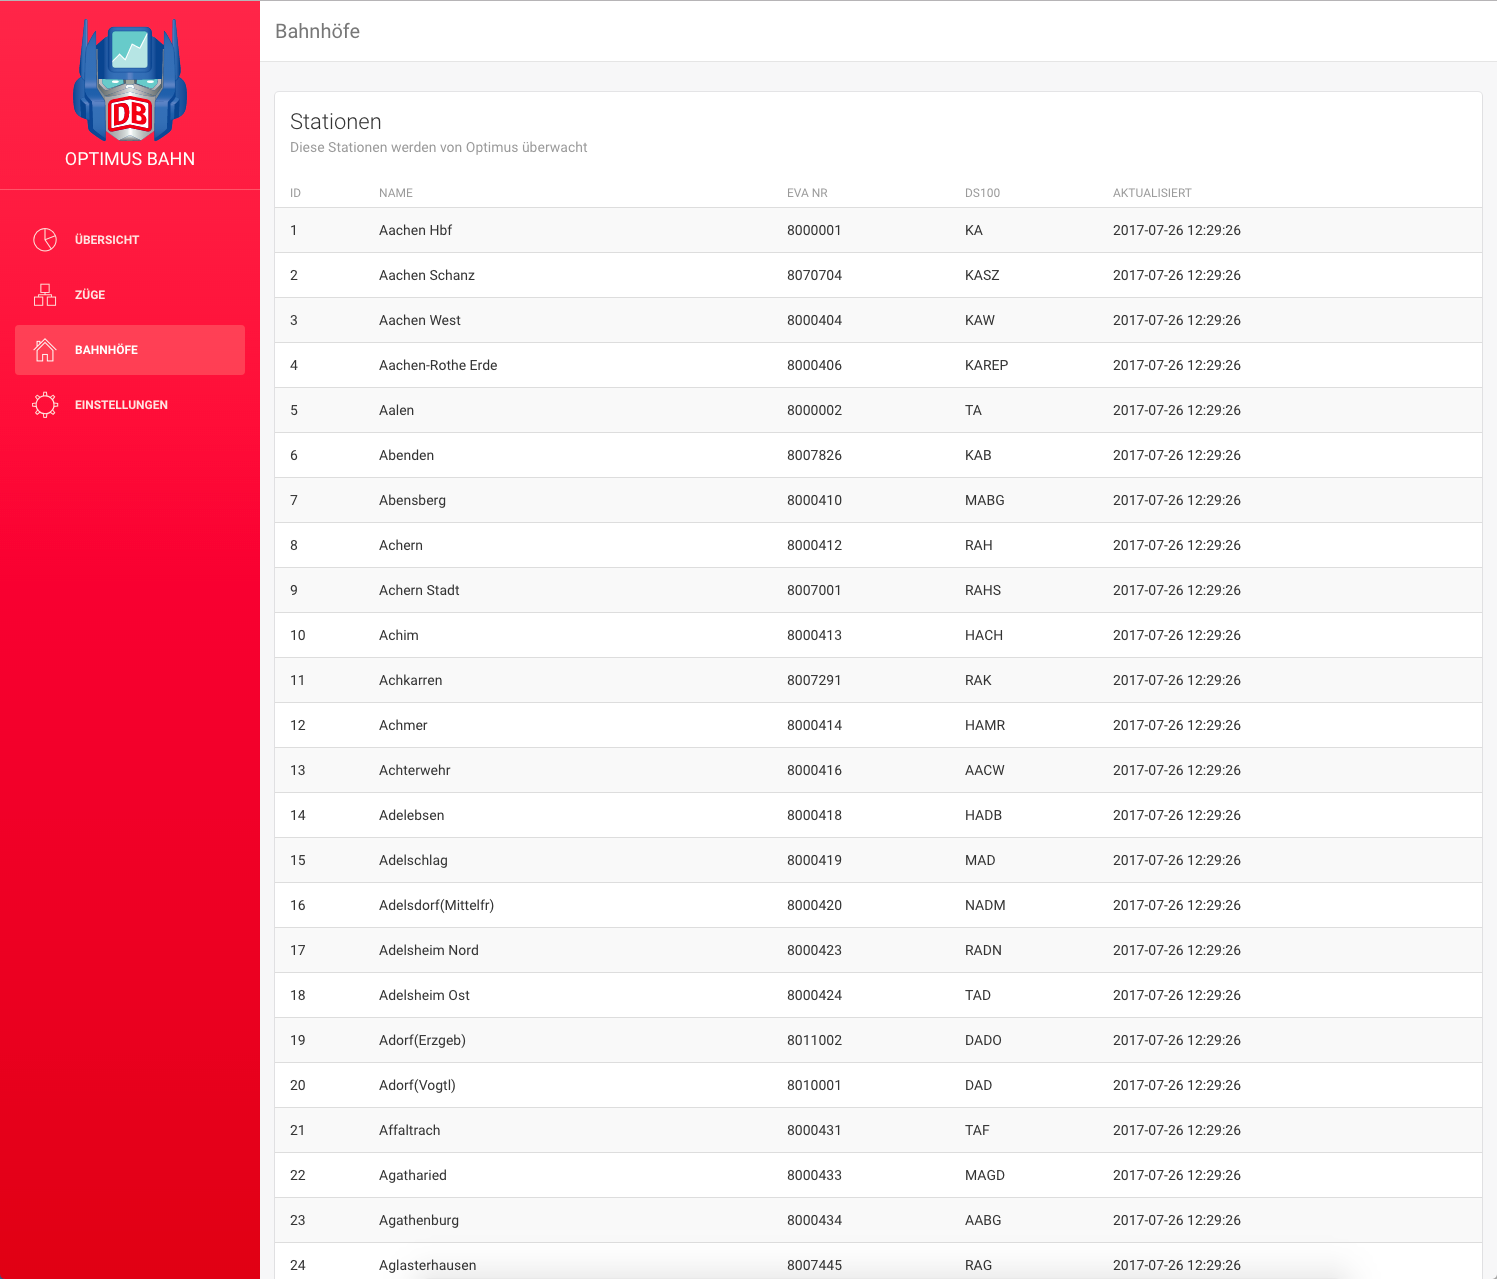 DB
OPTIMUS BAHN
ÜBERSICHT
ZÜGE
BAHNHÖFE
EINSTELLUNGEN
Bahnhöfe
Stationen
Diese Stationen werden von Optimus überwacht
ID NAME EVA NR DS100 AKTUALISIERT
1 Aachen Hbf 8000001 KA 2017-07-26 12:29:26
2 Aachen Schanz 8070704 KASZ 2017-07-26 12:29:26
3 Aachen West 8000404 KAW 2017-07-26 12:29:26
4 Aachen-Rothe Erde 8000406 KAREP 2017-07-26 12:29:26
5 Aalen 8000002 TA 2017-07-26 12:29:26
6 Abenden 8007826 KAB 2017-07-26 12:29:26
7 Abensberg 8000410 MABG 2017-07-26 12:29:26
8 Achern 8000412 RAH 2017-07-26 12:29:26
9 Achern Stadt 8007001 RAHS 2017-07-26 12:29:26
10 Achim 8000413 HACH 2017-07-26 12:29:26
11 Achkarren 8007291 RAK 2017-07-26 12:29:26
12 Achmer 8000414 HAMR 2017-07-26 12:29:26
13 Achterwehr 8000416 AACW 2017-07-26 12:29:26
14 Adelebsen 8000418 HADB 2017-07-26 12:29:26
15 Adelschlag 8000419 MAD 2017-07-26 12:29:26
16 Adelsdorf(Mittelfr) 8000420 NADM 2017-07-26 12:29:26
17 Adelsheim Nord 8000423 RADN 2017-07-26 12:29:26
18 Adelsheim Ost 8000424 TAD 2017-07-26 12:29:26
19 Adorf(Erzgeb) 8011002 DADO 2017-07-26 12:29:26
20 Adorf(Vogtl) 8010001 DAD 2017-07-26 12:29:26
21 Affaltrach 8000431 TAF 2017-07-26 12:29:26
22 Agatharied 8000433 MAGD 2017-07-26 12:29:26
23 Agathenburg 8000434 AABG 2017-07-26 12:29:26
24 Aglasterhausen 8007445 RAG 2017-07-26 12:29:26